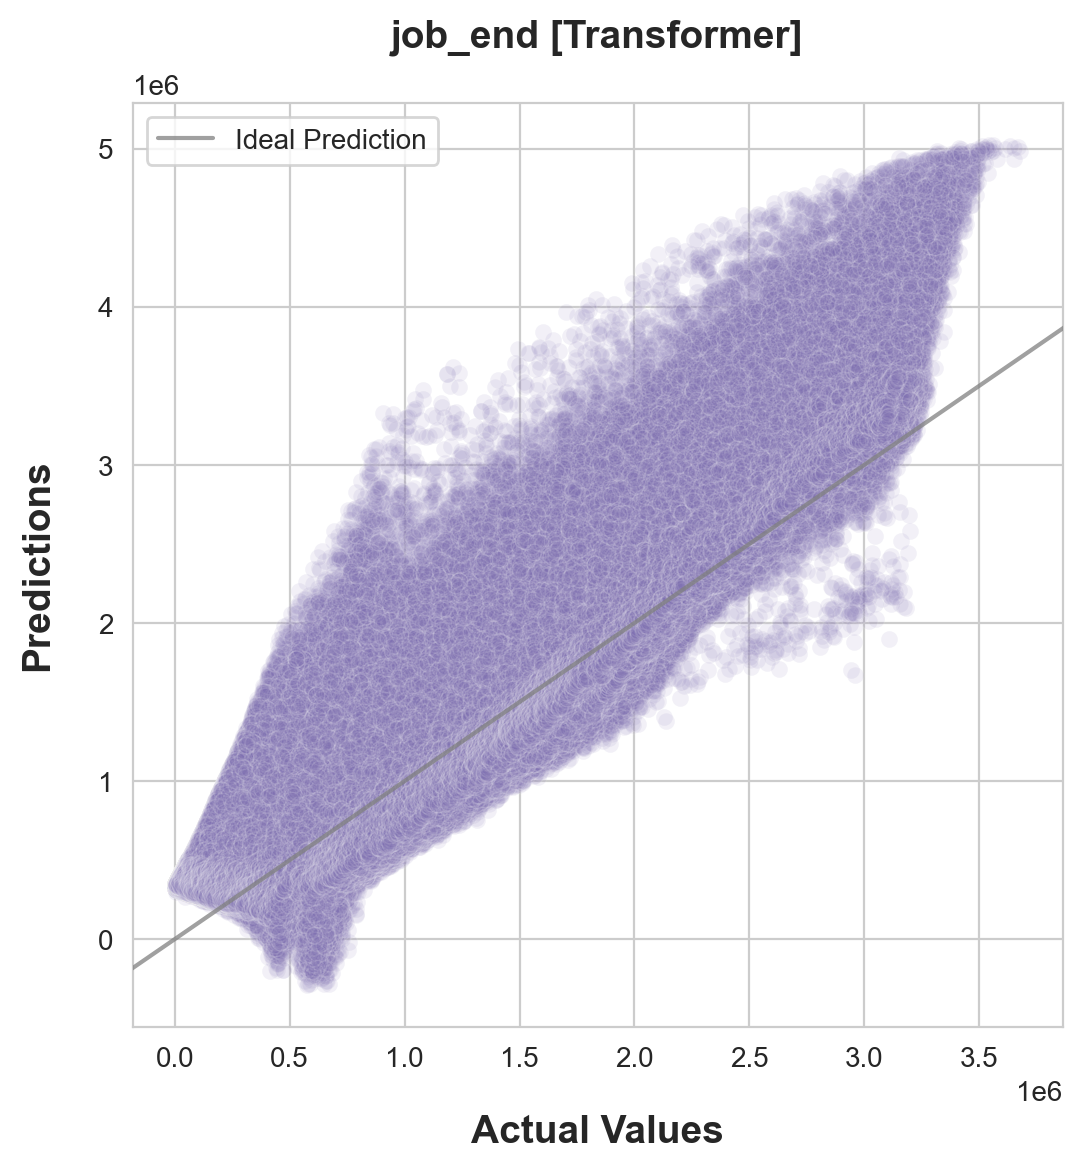 job_end [Transformer]
1e6
Ideal Prediction
5
4
3
2
1
0
Predictions
0.0 0.5 1.0 1.5 2.0 2.5 3.0 3.5
1e6
Actual Values